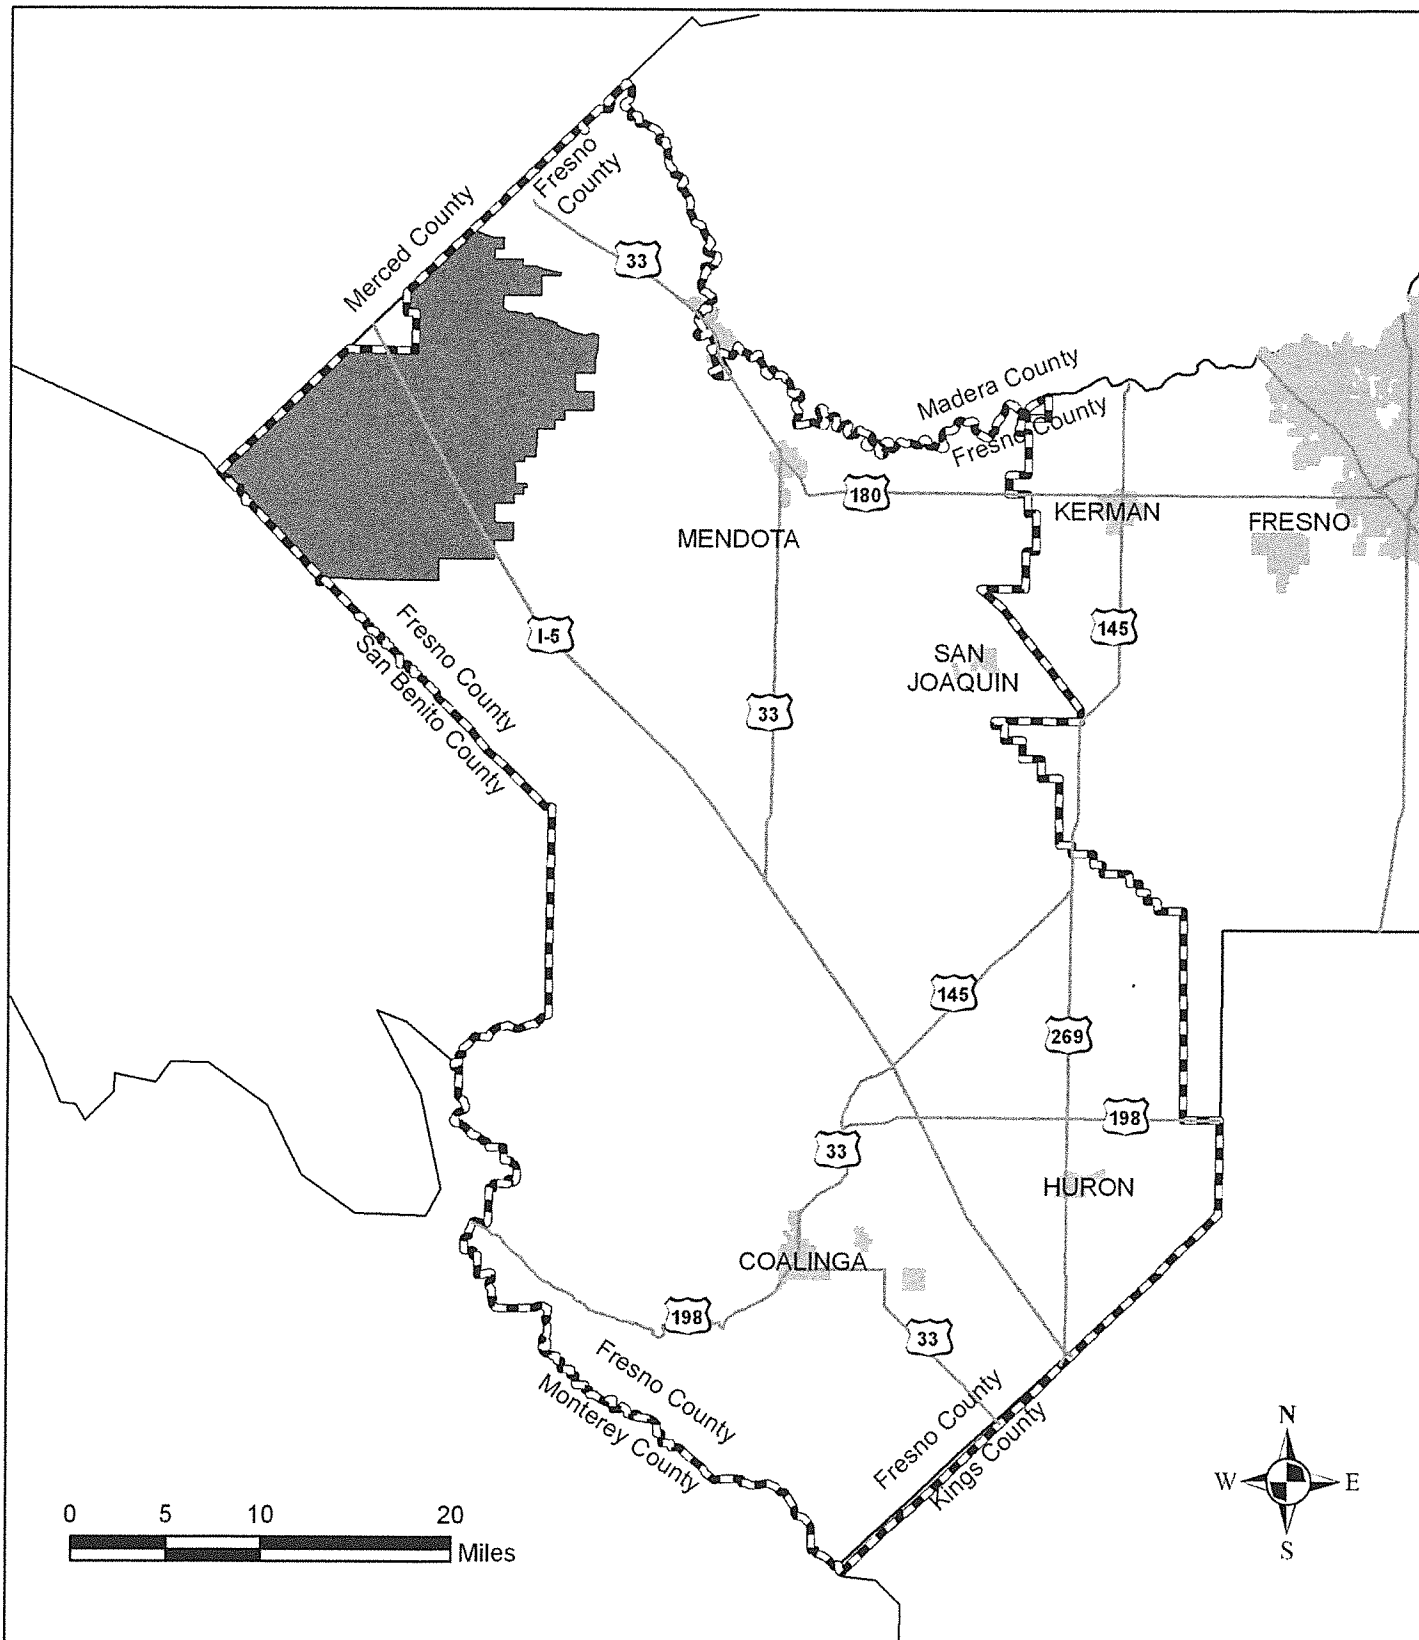 Merced County
Fresno
County
33
Madera County
Fresno County
180
KERMAN
FRESNO
MENDOTA
I-5
Fresno County
San Benito County
145
SAN
JOAQUIN
33
145
269
198
33
HURON
COALINGA
198
33
Fresno County
Monterey County
Fresno County
Kings County
N
W E
S
0 5 10 20
Miles